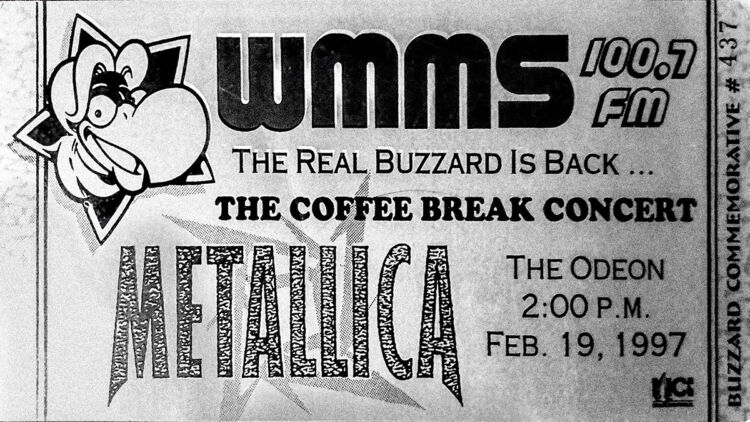 WMMS 100.7 FM
THE REAL BUZZARD IS BACK ...
THE COFFEE BREAK CONCERT
METALLICA
THE ODEON
2:00 P.M.
FEB. 19, 1997
BUZZARD COMMEMORATIVE # 437